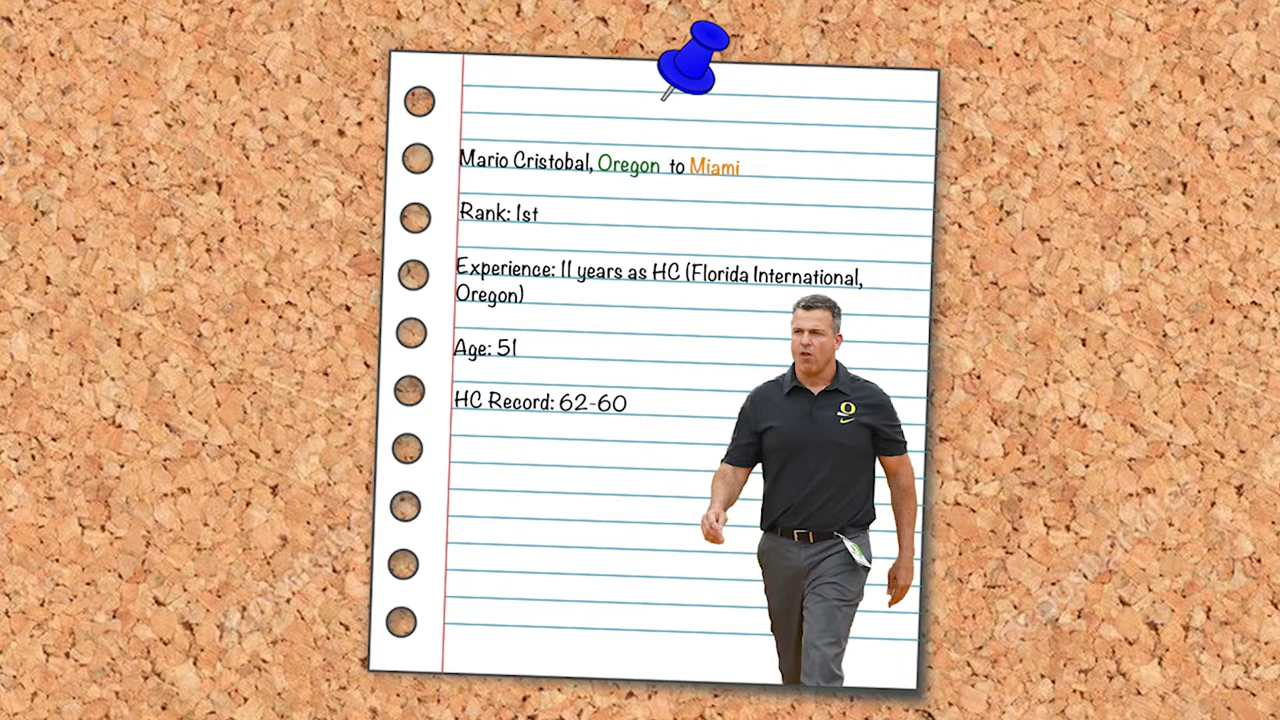 Mario Cristobal, Oregon to Miami
Rank: 1st
Experience: 11 years as HC (Florida International,
Oregon)
Age: 51
HC Record: 62-60
O